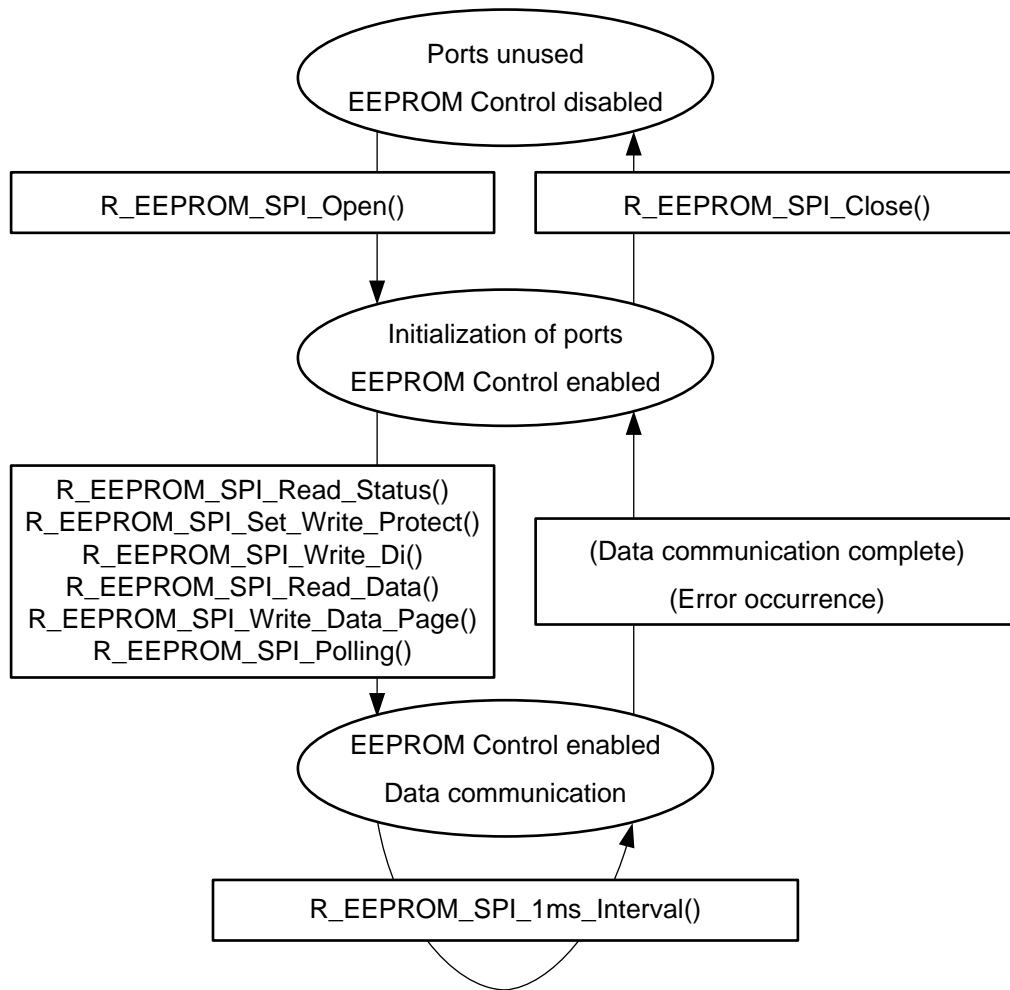 Ports unused
EEPROM Control disabled
R_EEPROM_SPI_Open()
R_EEPROM_SPI_Close()
Initialization of ports
EEPROM Control enabled
R_EEPROM_SPI_Read_Status()
R_EEPROM_SPI_Set_Write_Protect()
R_EEPROM_SPI_Write_Di()
R_EEPROM_SPI_Read_Data()
R_EEPROM_SPI_Write_Data_Page()
R_EEPROM_SPI_Polling()
(Data communication complete)
(Error occurrence)
EEPROM Control enabled
Data communication
R_EEPROM_SPI_1ms_Interval()